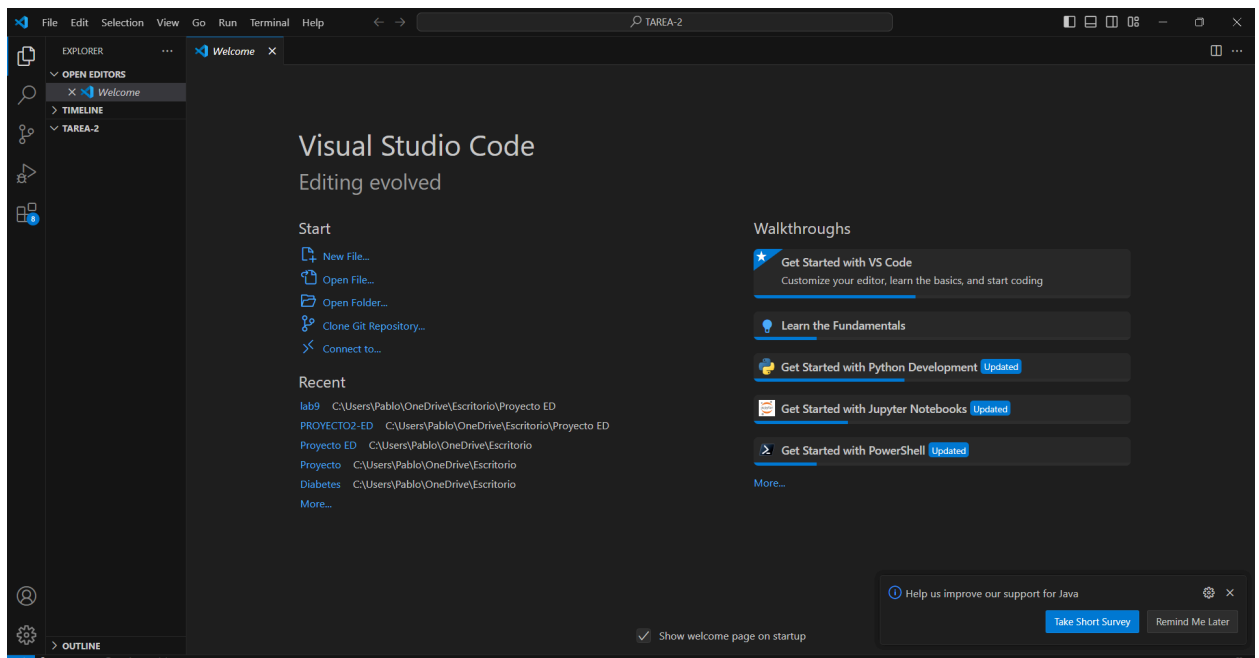 File Edit Selection View Go Run Terminal Help
TAREA-2
EXPLORER
Welcome
OPEN EDITORS
Welcome
TIMELINE
TAREA-2
Visual Studio Code
Editing evolved
Start
New File...
Open File...
Open Folder...
Clone Git Repository...
Connect to...
Recent
lab9 C:\Users\Pablo\OneDrive\Escritorio\Proyecto ED
PROYECTO2-ED C:\Users\Pablo\OneDrive\Escritorio\Proyecto ED
Proyecto ED C:\Users\Pablo\OneDrive\Escritorio
Proyecto C:\Users\Pablo\OneDrive\Escritorio
Diabetes C:\Users\Pablo\OneDrive\Escritorio
More...
Walkthroughs
Get Started with VS Code
Customize your editor, learn the basics, and start coding
Learn the Fundamentals
Get Started with Python Development Updated
Get Started with Jupyter Notebooks Updated
Get Started with PowerShell Updated
More...
8
Help us improve our support for Java
Take Short Survey Remind Me Later
Show welcome page on startup
OUTLINE